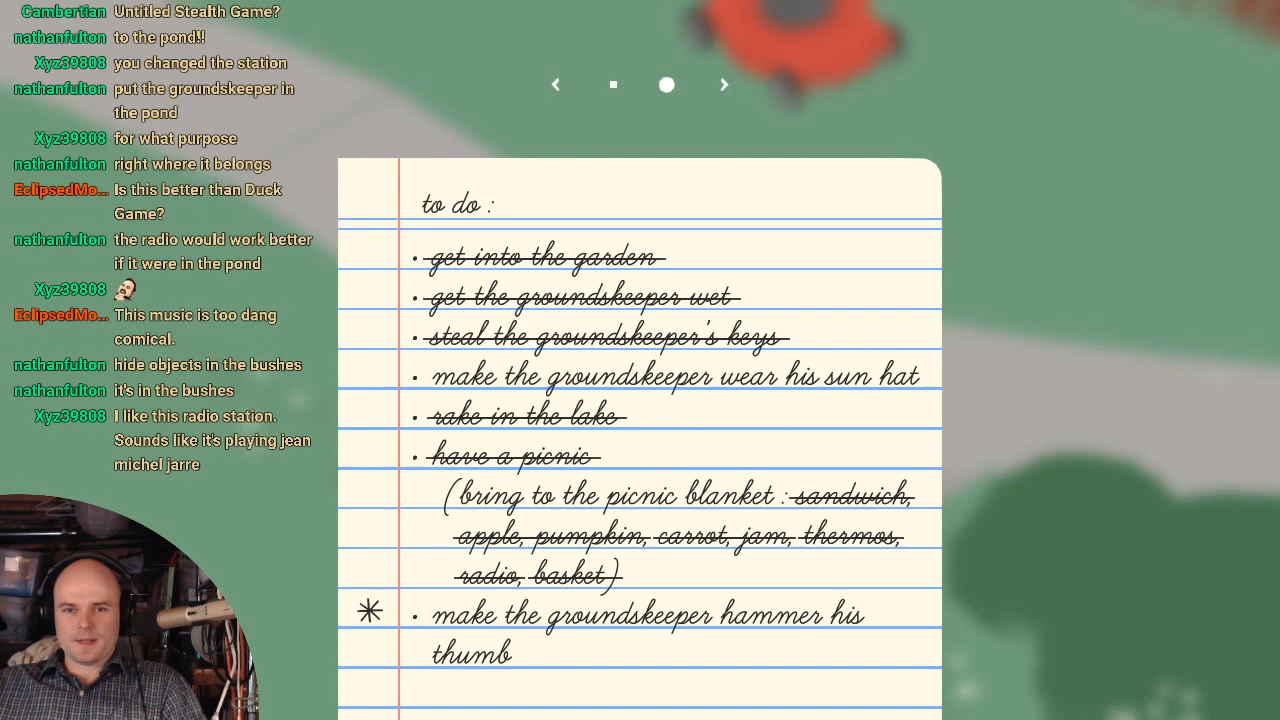 Cambertian Untitled Stealth Game?
nathanfulton to the pond!!
Xyz39808 you changed the station
nathanfulton put the groundskeeper in
the pond
Xyz39808 for what purpose
nathanfulton right where it belongs
EclipsedMo... Is this better than Duck
Game?
nathanfulton the radio would work better
if it were in the pond
Xyz39808
EclipsedMo... This music is too dang
comical.
nathanfulton hide objects in the bushes
nathanfulton it's in the bushes
Xyz39808 I like this radio station.
Sounds like it's playing jean
michel jarre
to do :
• get into the garden
• get the groundskeeper wet
• steal the groundskeeper's keys
• make the groundskeeper wear his sun hat
• rake in the lake
• have a picnic
(bring to the picnic blanket : sandwich,
apple, pumpkin, carrot, jam, thermos,
radio, basket)
• make the groundskeeper hammer his
thumb